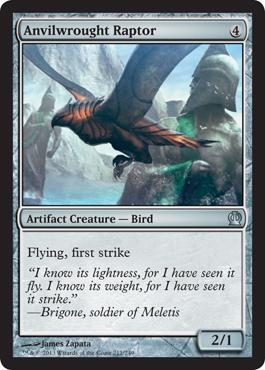 Anvilwrought Raptor 4
Artifact Creature — Bird
Flying, first strike
“I know its lightness, for I have seen it
fly. I know its weight, for I have seen
it strike.”
—Brigone, soldier of Meletis
James Zapata
™ & © 2013 Wizards of the Coast 212/249
2/1